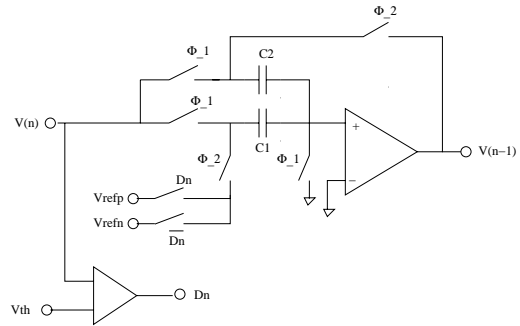 Φ_2
Φ_1
C2
Φ_1
V(n)
+
C1
Φ_2
Φ_1
V(n−1)
Dn
−
Vrefp
Vrefn
Dn
Dn
Vth